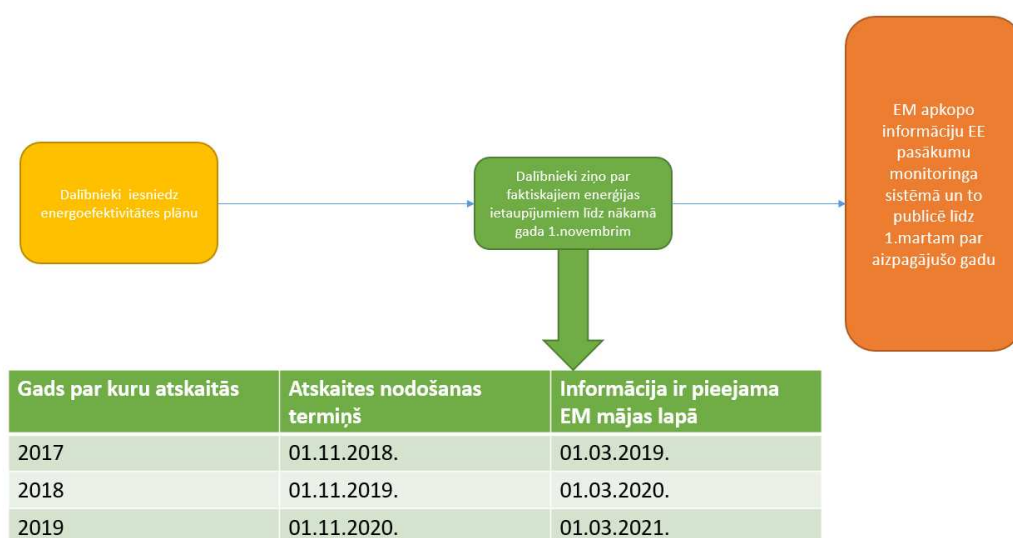 Dalībnieki iesniedz
energoefektivitātes plānu
Dalībnieki ziņo par
faktiskajiem enerģijas
ietaupījumiem līdz nākamā
gada 1.novembrim
EM apkopo
informāciju EE
pasākumu
monitoringa
sistēmā un to
publicē līdz
1.martam par
aizpagājušo gadu
Gads par kuru atskaitās
Atskaites nodošanas
termiņš
Informācija ir pieejama
EM mājas lapā
2017
01.11.2018.
01.03.2019.
2018
01.11.2019.
01.03.2020.
2019
01.11.2020.
01.03.2021.